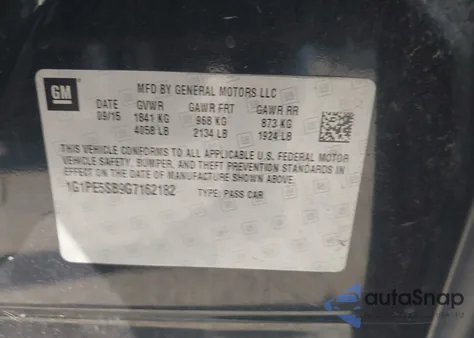 GM
MFD BY GENERAL MOTORS LLC
DATE GVWR GAWR FRT GAWR RR
09/15 1841 KG 968 KG 873 KG
4058 LB 2134 LB 1924 LB
THIS VEHICLE CONFORMS TO ALL APPLICABLE U.S. FEDERAL MOTOR
VEHICLE SAFETY, BUMPER, AND THEFT PREVENTION STANDARDS IN
EFFECT ON THE DATE OF MANUFACTURE SHOWN ABOVE.
1G1PE5SB9G7162182 TYPE: PASS CAR
autoSnap